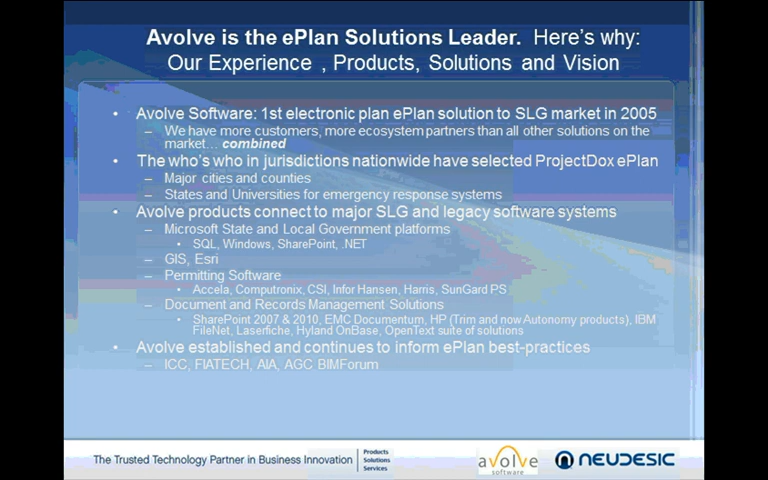 Avolve is the ePlan Solutions Leader. Here's why:
Our Experience , Products, Solutions and Vision
• Avolve Software: 1st electronic plan ePlan solution to SLG market in 2005
– We have more customers, more ecosystem partners than all other solutions on the
market… combined
• The who's who in jurisdictions nationwide have selected ProjectDox ePlan
– Major cities and counties
– States and Universities for emergency response systems
• Avolve products connect to major SLG and legacy software systems
– Microsoft State and Local Government platforms
• SQL, Windows, SharePoint, .NET
– GIS, Esri
– Permitting Software
• Accela, Computronix, CSI, Infor Hansen, Harris, SunGard PS
– Document and Records Management Solutions
• SharePoint 2007 & 2010, EMC Documentum, HP (Trim and now Autonomy products), IBM
FileNet, Laserfiche, Hyland OnBase, OpenText suite of solutions
• Avolve established and continues to inform ePlan best-practices
– ICC, FIATECH, AIA, AGC BIMForum
The Trusted Technology Partner in Business Innovation
Products
Solutions
Services
avolve
software
NEUDESIC